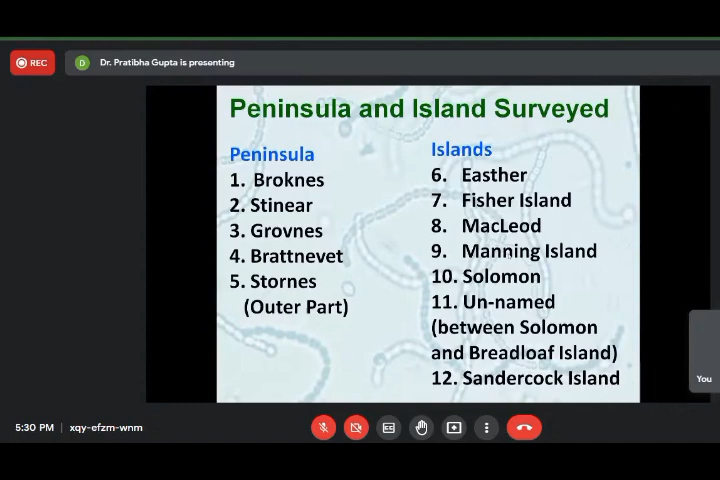 REC
D
Dr. Pratibha Gupta is presenting
Peninsula and Island Surveyed
Peninsula
1. Broknes
2. Stinear
3. Grovnes
4. Brattnevet
5. Stornes
(Outer Part)
Islands
6. Easther
7. Fisher Island
8. MacLeod
9. Manning Island
10. Solomon
11. Un-named
(between Solomon
and Breadloaf Island)
12. Sandercock Island
You
5:30 PM | xqy-efzm-wnm
CC